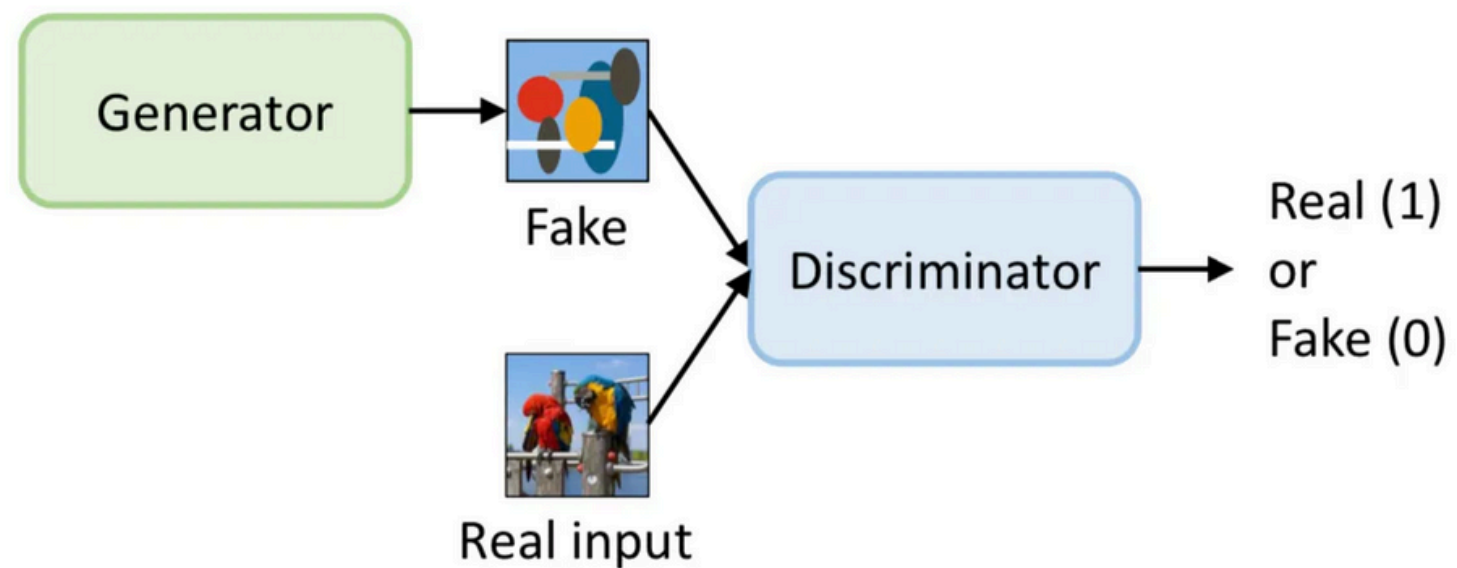 Generator
Fake
Discriminator
Real (1)
or
Fake (0)
Real input